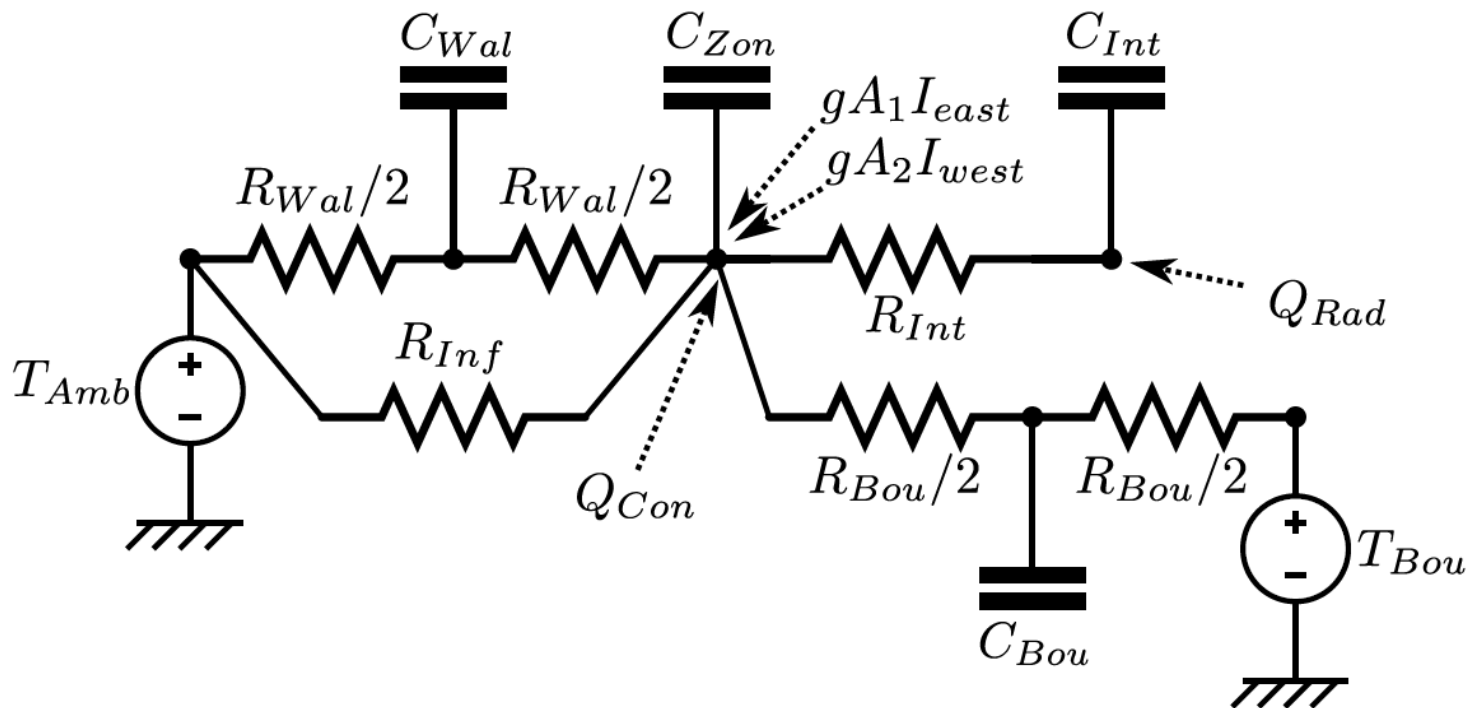 C_{Wal}
C_{Zon}
C_{Int}
gA_1I_{east}
gA_2I_{west}
R_{Wal}/2
R_{Wal}/2
R_{Int}
Q_{Rad}
R_{Inf}
T_{Amb}
+
-
Q_{Con}
R_{Bou}/2
R_{Bou}/2
+
-
T_{Bou}
C_{Bou}